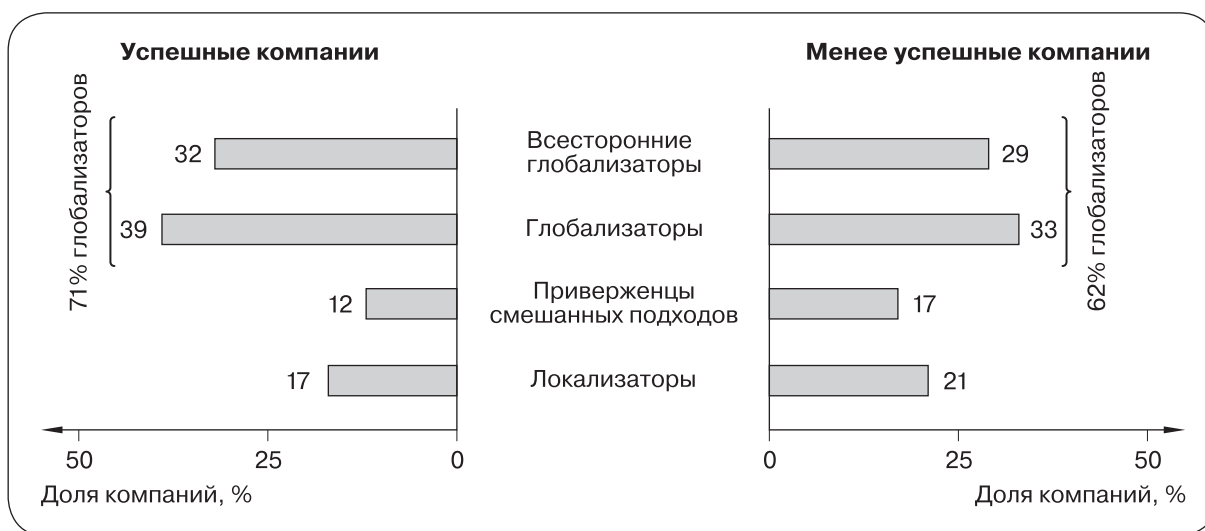 Успешные компании
Менее успешные компании
71% глобализаторов
62% глобализаторов
32
Всесторонние
глобализаторы
29
39
Глобализаторы
33
12
Приверженцы
смешанных подходов
17
17
Локализаторы
21
50
25
0
0
25
50
Доля компаний, %
Доля компаний, %